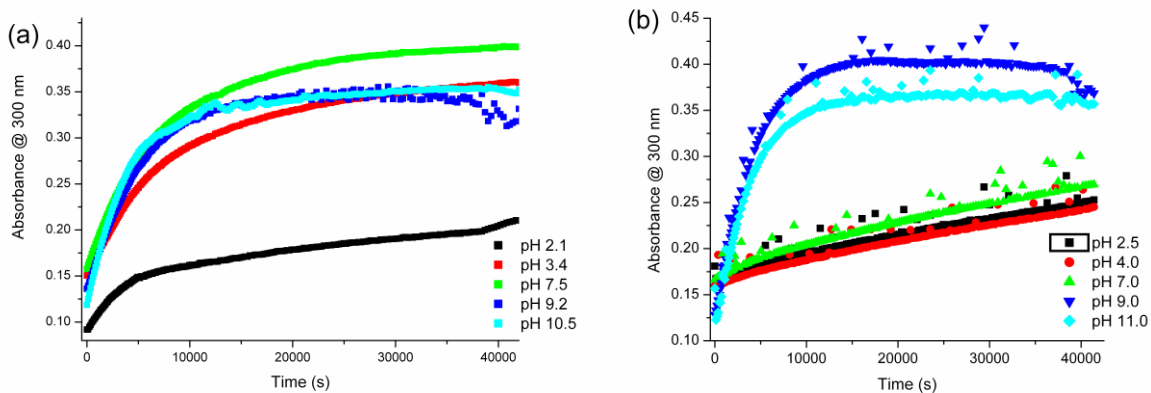 (a)
Absorbance @ 300 nm
0.40
0.35
0.30
0.25
0.20
0.15
0.10
pH 2.1
pH 3.4
pH 7.5
pH 9.2
pH 10.5
0 10000 20000 30000 40000
Time (s)
(b)
Absorbance @ 300 nm
0.45
0.40
0.35
0.30
0.25
0.20
0.15
0.10
pH 2.5
pH 4.0
pH 7.0
pH 9.0
pH 11.0
0 10000 20000 30000 40000
Time (s)